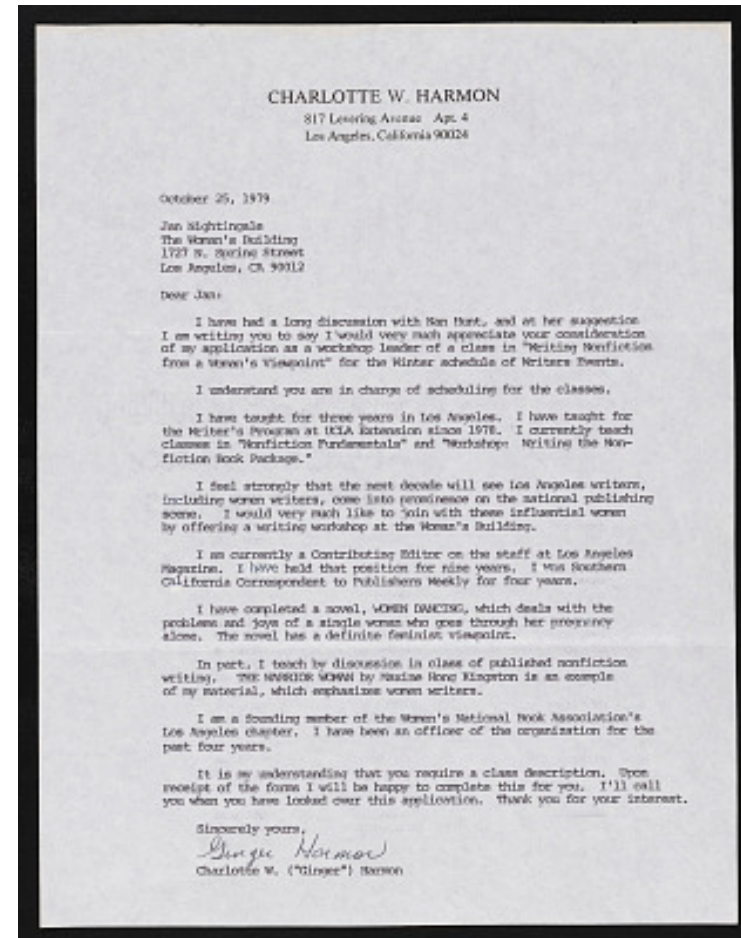 CHARLOTTE W. HARMON
817 Levering Avenue Apt. 4
Los Angeles, California 90024
October 25, 1979
Jan Nightingale
The Woman's Building
1727 N. Spring Street
Los Angeles, CA 90012
Dear Jan:
I have had a long discussion with Nan Hunt, and at her suggestion
I am writing you to say I would very much appreciate your consideration
of my application as a workshop leader of a class in "Writing Nonfiction
from a Woman's Viewpoint" for the Winter schedule of Writers Events.
I understand you are in charge of scheduling for the classes.
I have taught for three years in Los Angeles. I have taught for
the Writer's Program at UCLA Extension since 1978. I currently teach
classes in "Nonfiction Fundamentals" and "Workshop: Writing the Non-
fiction Book Package."
I feel strongly that the next decade will see Los Angeles writers,
including women writers, come into prominence on the national publishing
scene. I would very much like to join with these influential women
by offering a writing workshop at the Woman's Building.
I am currently a Contributing Editor on the staff at Los Angeles
Magazine. I have held that position for nine years. I was Southern
California Correspondent to Publishers Weekly for four years.
I have completed a novel, WOMEN DANCING, which deals with the
problems and joys of a single woman who goes through her pregnancy
alone. The novel has a definite feminist viewpoint.
In part, I teach by discussion in class of published nonfiction
writing. THE WARRIOR WOMAN by Maxine Hong Kingston is an example
of my material, which emphasizes women writers.
I am a founding member of the Women's National Book Association's
Los Angeles chapter. I have been an officer of the organization for the
past four years.
It is my understanding that you require a class description. Upon
receipt of the forms I will be happy to complete this for you. I'll call
you when you have looked over this application. Thank you for your interest.
Sincerely yours,
Ginger Harmon
Charlotte W. ("Ginger") Harmon